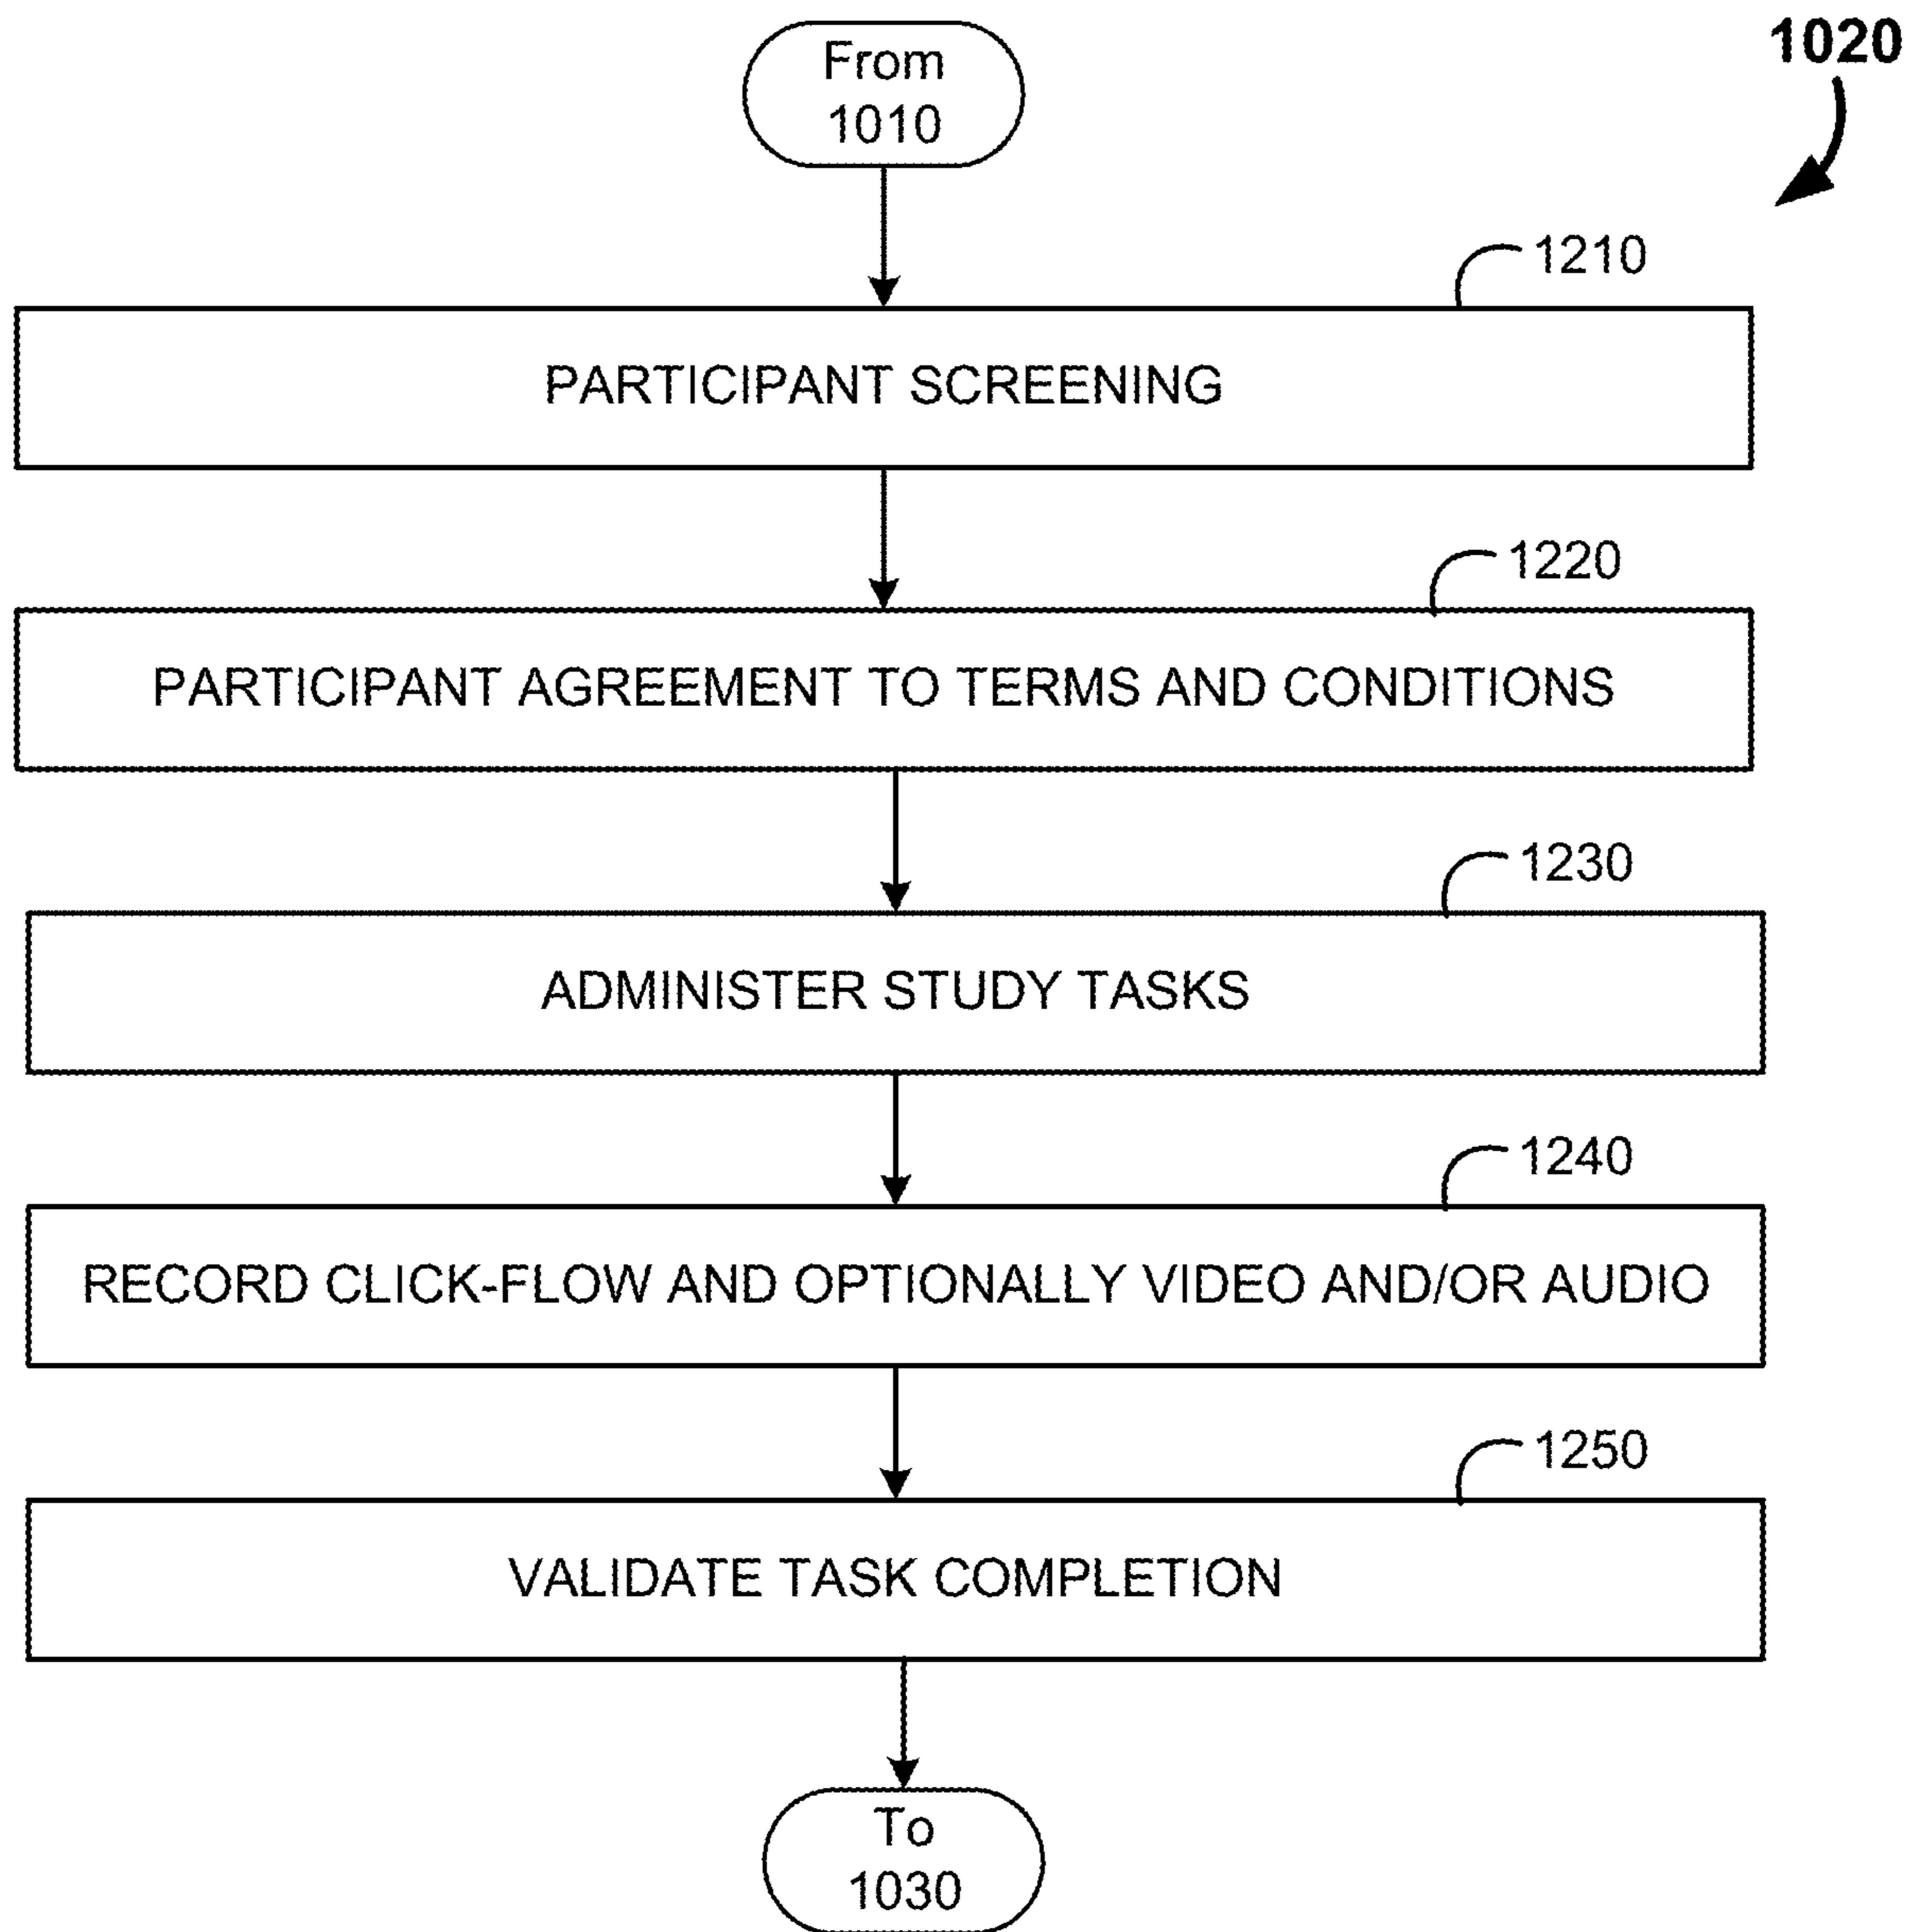 1020
From
1010
1210
PARTICIPANT SCREENING
1220
PARTICIPANT AGREEMENT TO TERMS AND CONDITIONS
1230
ADMINISTER STUDY TASKS
1240
RECORD CLICK-FLOW AND OPTIONALLY VIDEO AND/OR AUDIO
1250
VALIDATE TASK COMPLETION
To
1030